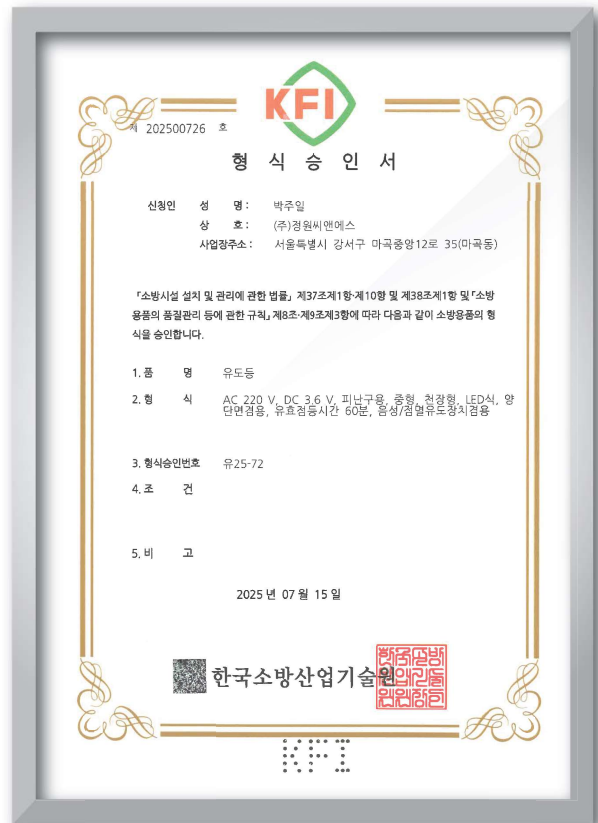 KFI
제 202500726 호
형 식 승 인 서
신청인 성 명 : 박주일
상 호 : (주)정원씨앤에스
사업장주소 : 서울특별시 강서구 마곡중앙12로 35(마곡동)
「소방시설 설치 및 관리에 관한 법률」 제37조제1항·제10항 및 제38조제1항 및 「소방
용품의 품질관리 등에 관한 규칙」 제8조·제9조제3항에 따라 다음과 같이 소방용품의 형
식을 승인합니다.
1. 품 명 유도등
2. 형 식 AC 220 V, DC 3.6 V, 피난구용, 중형, 천장형, LED식, 양
단면겸용, 유효점등시간 60분, 음성/점멸유도장치겸용
3. 형식승인번호 유25-72
4. 조 건
5. 비 고
2025 년 07 월 15 일
한국소방산업기술원
KFI